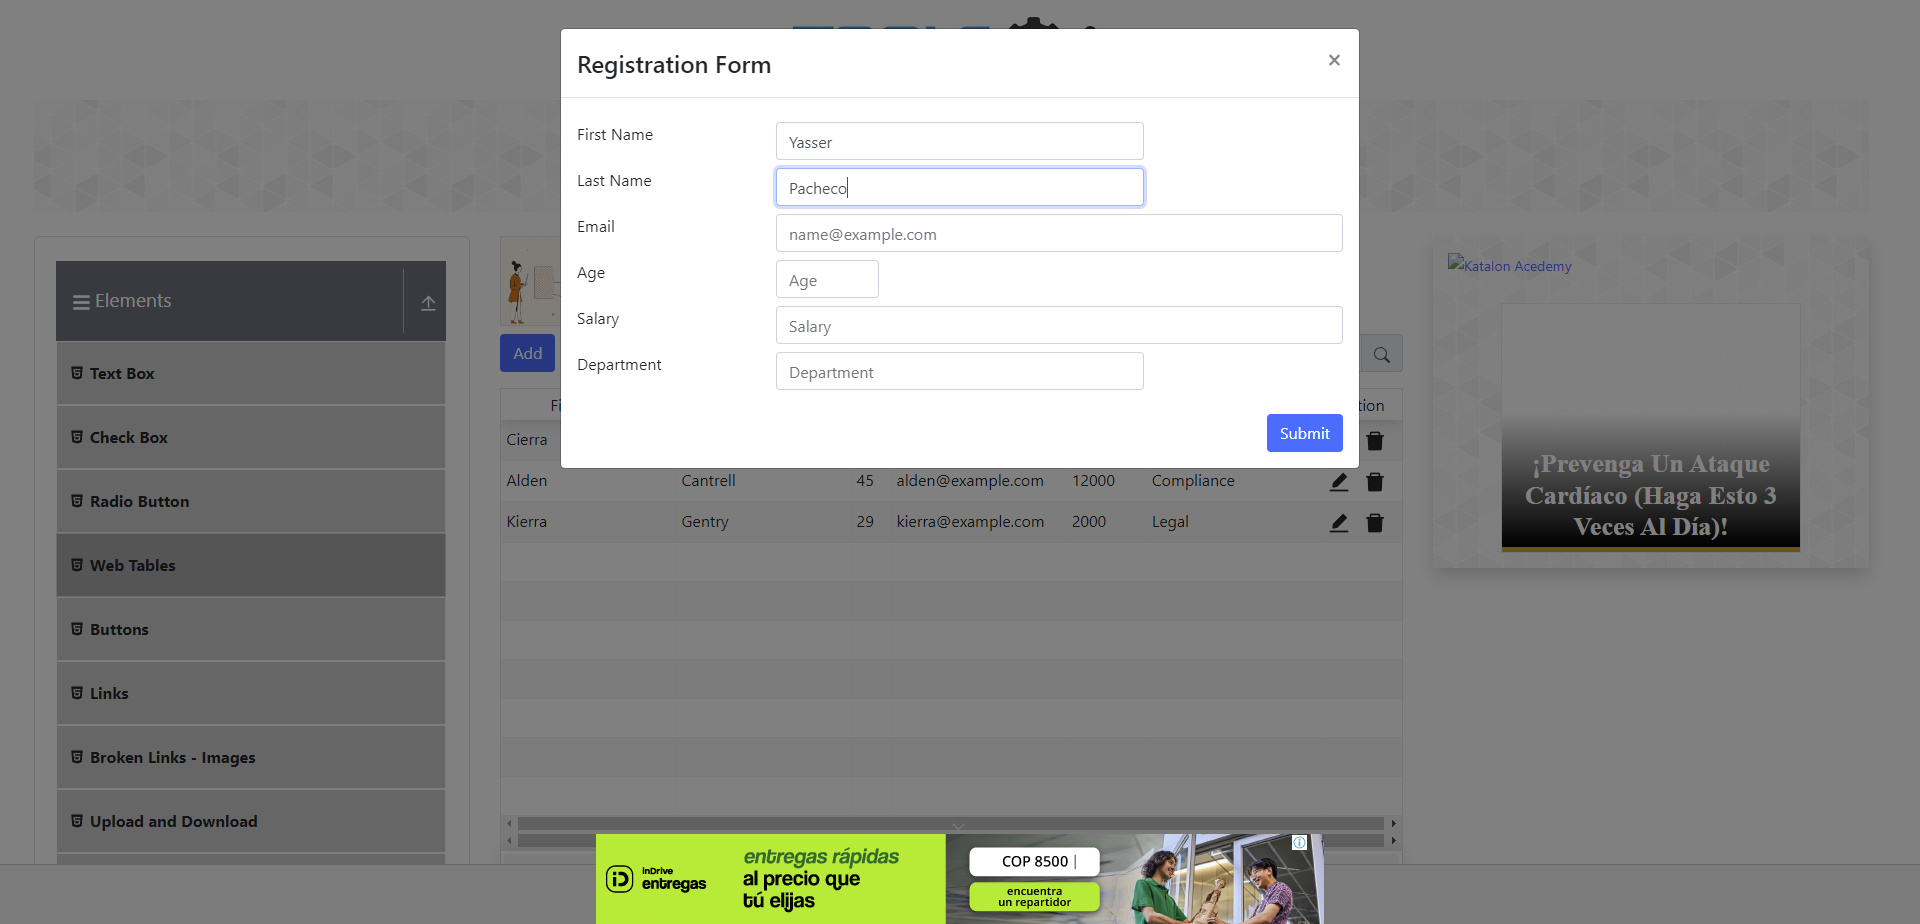 Registration Form
×
First Name
Yasser
Last Name
Pacheco
Email
name@example.com
Age
Age
Salary
Salary
Department
Department
Submit
Elements
Text Box
Check Box
Radio Button
Web Tables
Buttons
Links
Broken Links - Images
Upload and Download
Add
Cierra
Alden Cantrell 45 alden@example.com 12000 Compliance
Kierra Gentry 29 kierra@example.com 2000 Legal
Katalon Acedemy
¡Prevenga Un Ataque
Cardíaco (Haga Esto 3
Veces Al Día)!
inDrive
entregas
entregas rápidas
al precio que
tú elijas
COP 8500
encuentra
un repartidor